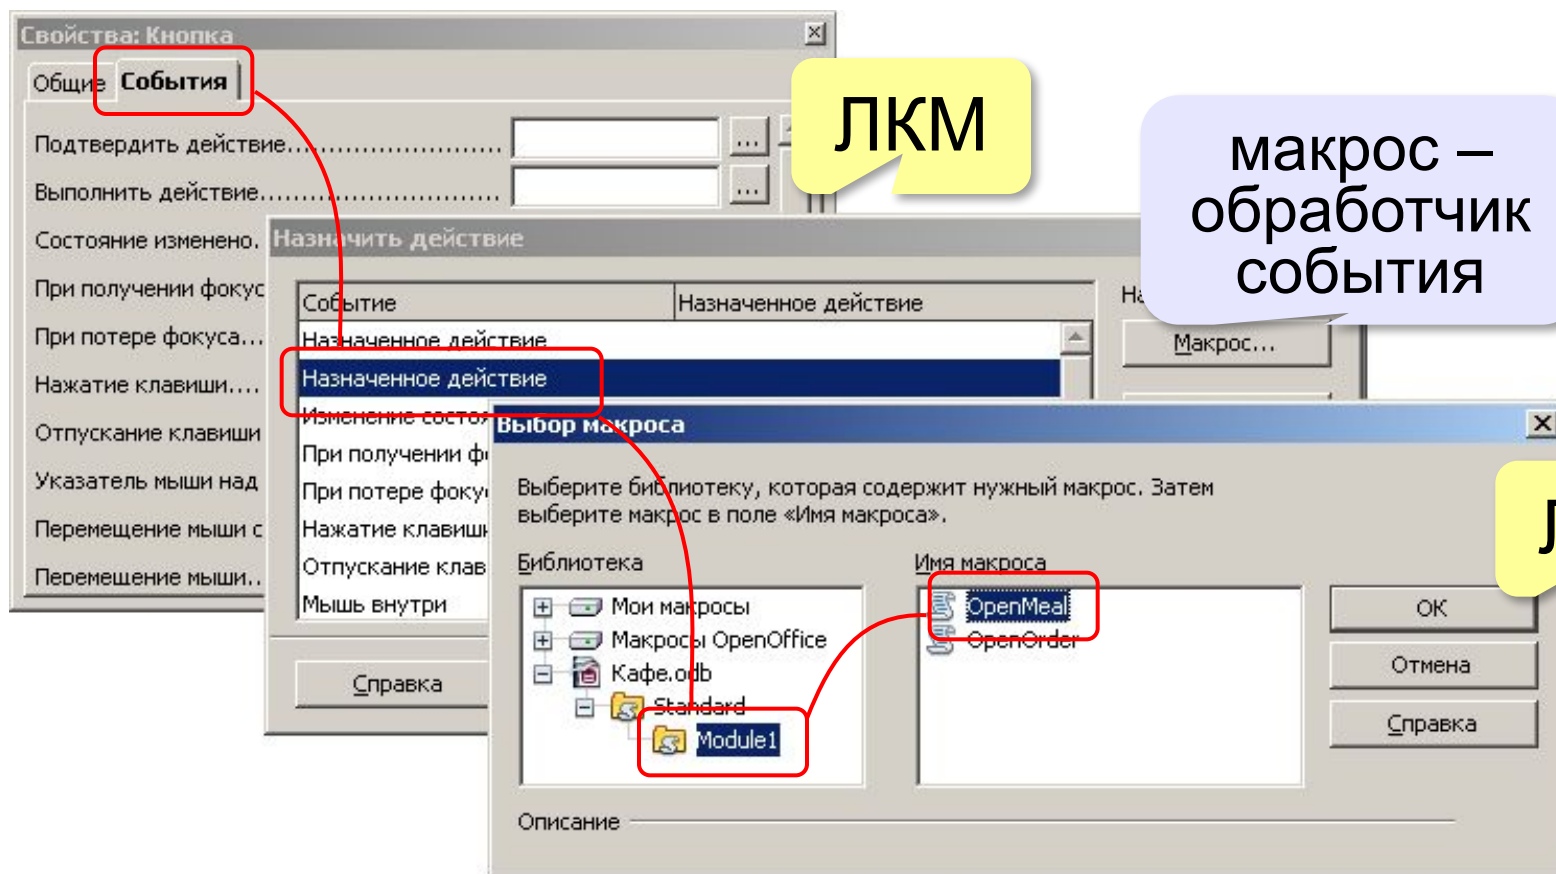 Свойства: Кнопка
Общие События
ЛКМ
макрос –
обработчик
события
Подтвердить действие...
Выполнить действие...
Состояние изменено.
При получении фокус
При потере фокуса...
Нажатие клавиши....
Отпускание клавиши
Указатель мыши над
Перемещение мыши с
Перемещение мыши..
Назначить действие
Событие Назначенное действие
Назначенное действие
Назначенное действие
Изменение состоя
При получении ф
При потере фоку
Нажатие клавиш
Отпускание клав
Мышь внутри
Макрос...
Справка
Выбор макроса
Выберите библиотеку, которая содержит нужный макрос. Затем
выберите макрос в поле «Имя макроса».
Библиотека
Мои макросы
Макросы OpenOffice
Кафе.odb
Standard
Module1
Имя макроса
OpenMeal
OpenOrder
ОК
Отмена
Справка
Описание